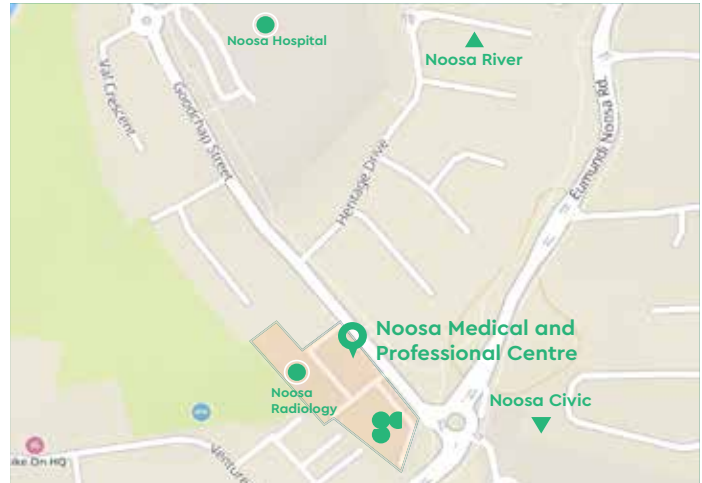 Noosa Hospital
Noosa River
Val Crescent
Goodchap Street
Heritage Drive
Eumundi Noosa Rd.
Noosa Medical and
Professional Centre
Noosa
Radiology
Noosa Civic
ke On HQ
Venture